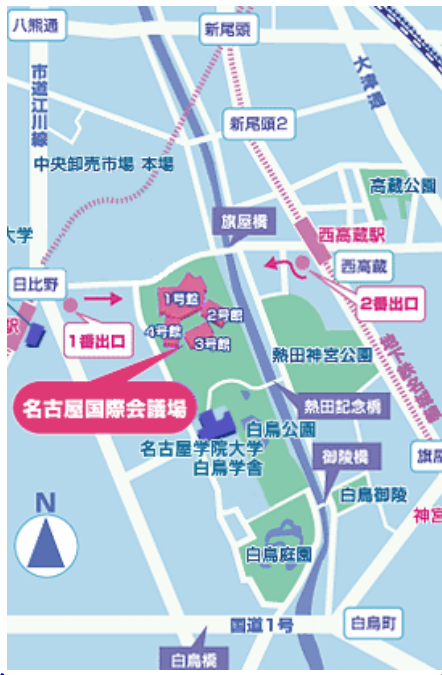 八熊通
新尾頭
市道江川線
大津通
新尾頭2
中央卸売市場 本場
高蔵公園
旗屋橋
大学
西高蔵駅
西高蔵
日比野
1号館
2号館
2番出口
駅
1番出口
4号館
3号館
熱田神宮公園
地下鉄名城線
名古屋国際会議場
熱田記念橋
白鳥公園
名古屋学院大学
白鳥学舎
御陵橋
旗屋
白鳥御陵
神宮
N
白鳥庭園
国道1号
白鳥町
白鳥橋